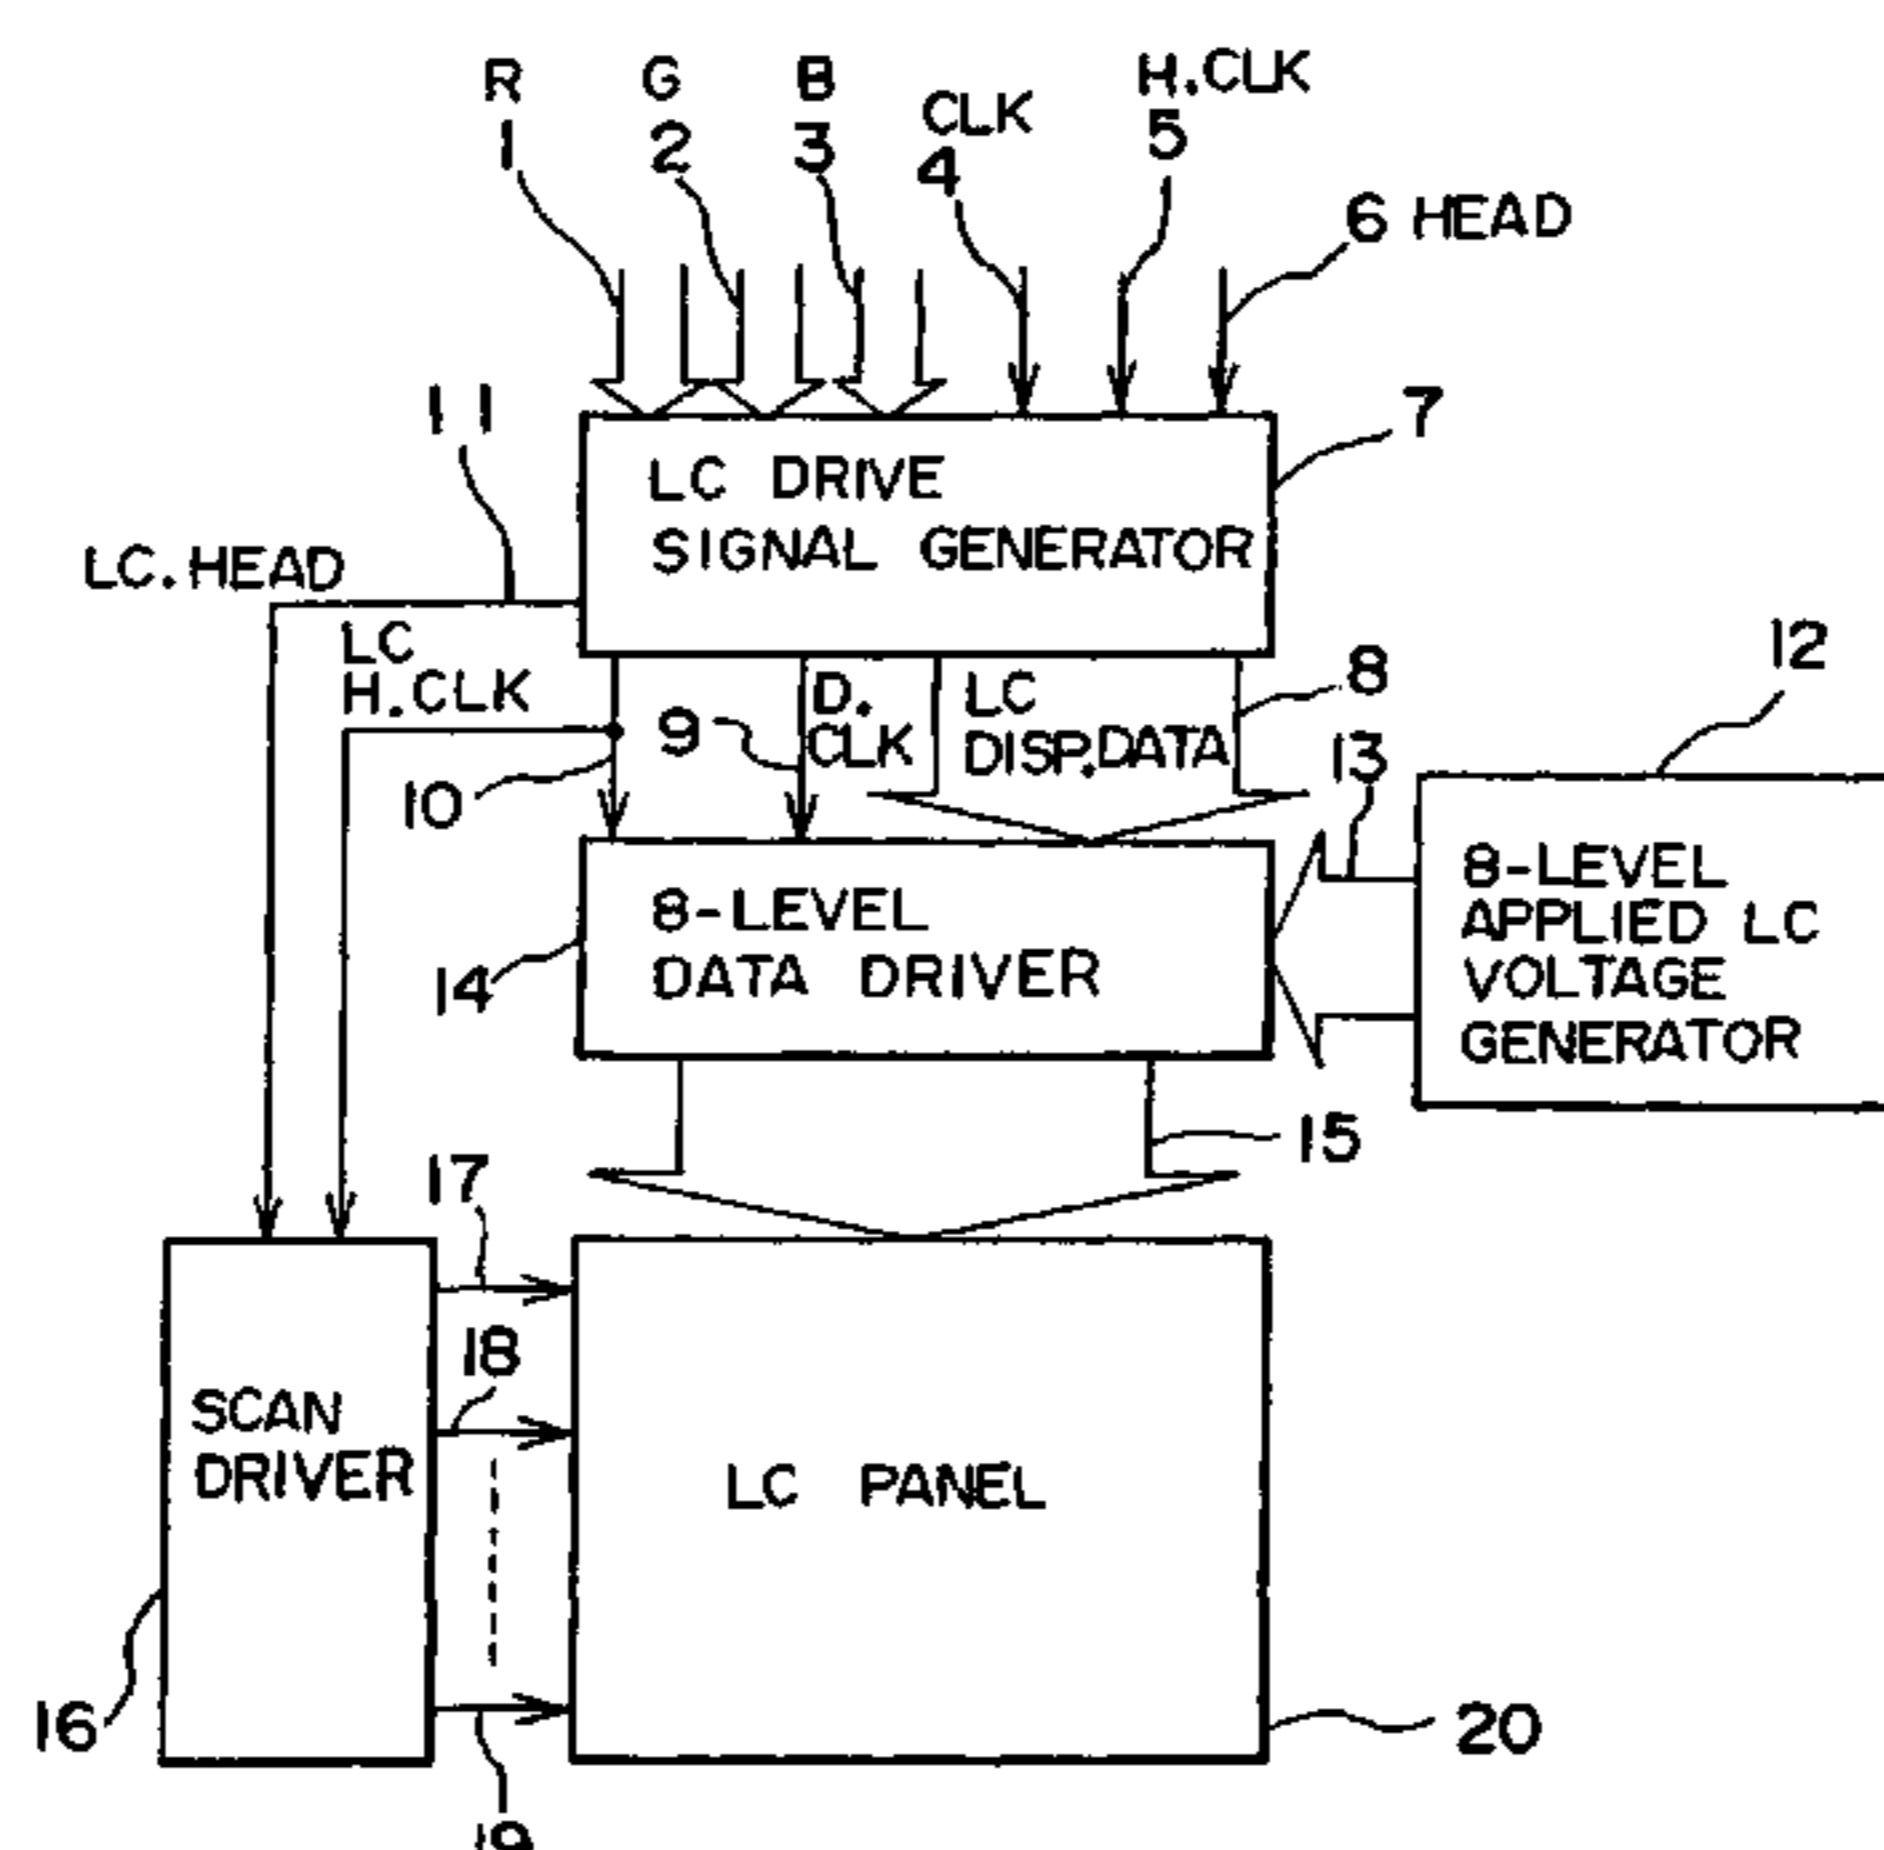 R
G
B
CLK
H.CLK
1
2
3
4
5
6 HEAD
11
7
LC DRIVE
SIGNAL GENERATOR
LC.HEAD
LC
H.CLK
10
9
D.
CLK
LC
DISP.DATA
8
12
13
8-LEVEL
DATA DRIVER
14
8-LEVEL
APPLIED LC
VOLTAGE
GENERATOR
15
17
18
SCAN
DRIVER
LC PANEL
16
19
20